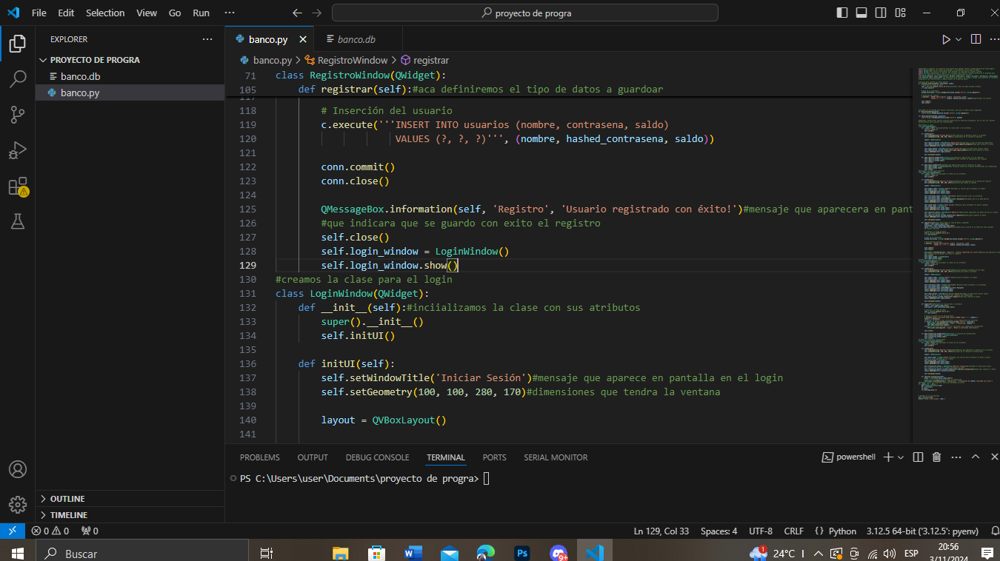 File Edit Selection View Go Run ··· proyecto de progra
EXPLORER ···
PROYECTO DE PROGRA
banco.db
banco.py
banco.py banco.db
banco.py > RegistroWindow > registrar
71 class RegistroWindow(QWidget):
105 def registrar(self):#aca definiremos el tipo de datos a guardoar
117
118 # Inserción del usuario
119 c.execute('''INSERT INTO usuarios (nombre, contrasena, saldo)
120 VALUES (?, ?, ?)''', (nombre, hashed_contrasena, saldo))
121
122 conn.commit()
123 conn.close()
124
125 QMessageBox.information(self, 'Registro', 'Usuario registrado con éxito!')#mensaje que aparecera en pant
126 #que indicara que se guardo con exito el registro
127 self.close()
128 self.login_window = LoginWindow()
129 self.login_window.show()
130 #creamos la clase para el login
131 class LoginWindow(QWidget):
132 def __init__(self):#inciializamos la clase con sus atributos
133 super().__init__()
134 self.initUI()
135
136 def initUI(self):
137 self.setWindowTitle('Iniciar Sesión')#mensaje que aparece en pantalla en el login
138 self.setGeometry(100, 100, 280, 170)#dimensiones que tendra la ventana
139
140 layout = QVBoxLayout()
141
PROBLEMS OUTPUT DEBUG CONSOLE TERMINAL PORTS SERIAL MONITOR powershell
PS C:\Users\user\Documents\proyecto de progra>
OUTLINE
TIMELINE
0 0 0 Ln 129, Col 33 Spaces: 4 UTF-8 CRLF {} Python 3.12.5 64-bit ('3.12.5': pyenv)
Buscar W Ps 9+ 1 24°C ESP 20:56
3/11/2024